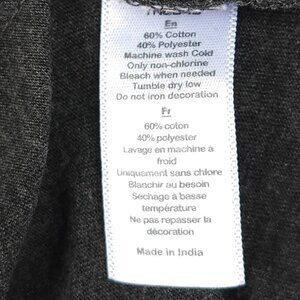 En
60% Cotton
40% Polyester
Machine wash Cold
Only non-chlorine
Bleach when needed
Tumble dry low
Do not iron decoration
Fr
60% coton
40% polyester
Lavage en machine à
froid
Uniquement sans chlore
Blanchir au besoin
Sechage à basse
température
Ne pas repasser la
décoration
Made in India